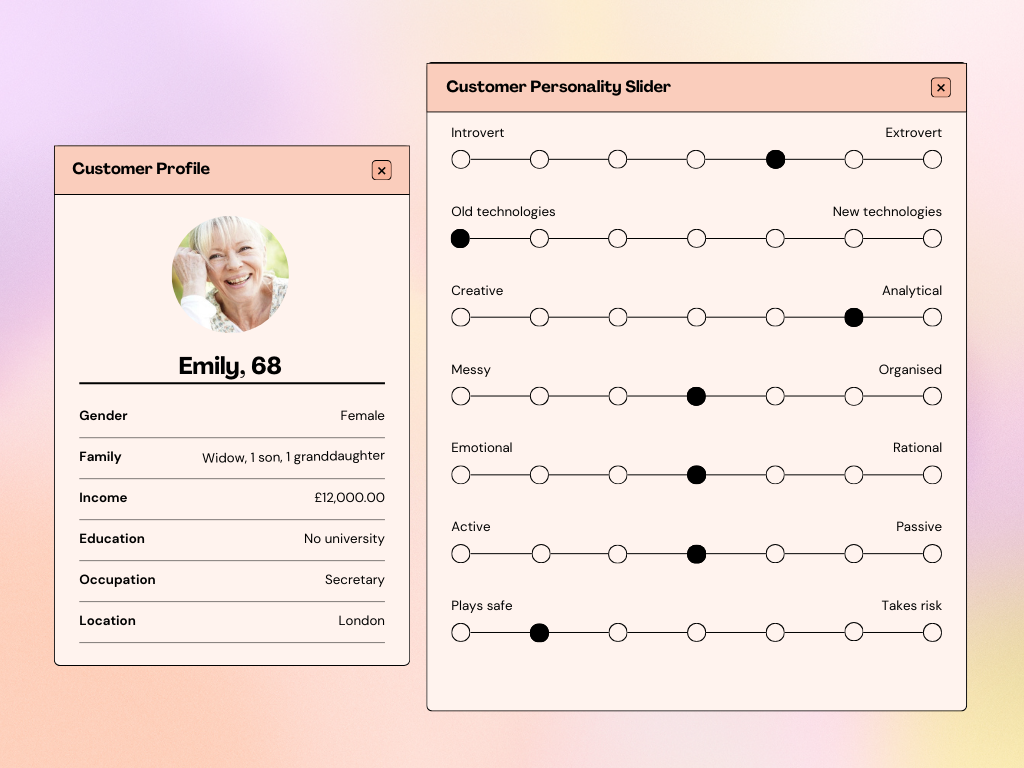 Customer Profile
Emily, 68
Gender Female
Family Widow, 1 son, 1 granddaughter
Income £12,000.00
Education No university
Occupation Secretary
Location London
Customer Personality Slider
Introvert Extrovert
Old technologies New technologies
Creative Analytical
Messy Organised
Emotional Rational
Active Passive
Plays safe Takes risk